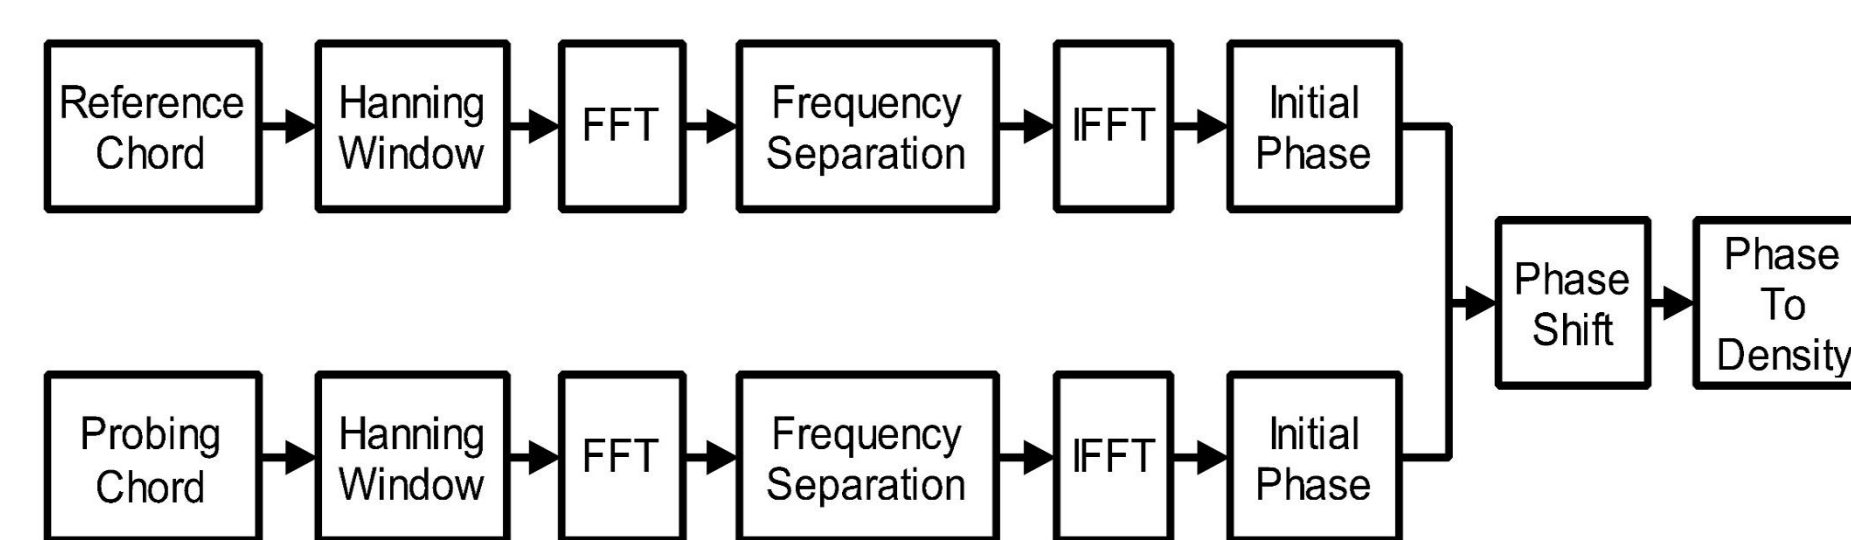 Reference
Chord
Hanning
Window
FFT
Frequency
Separation
IFFT
Initial
Phase
Phase
Shift
Phase
To
Density
Probing
Chord
Hanning
Window
FFT
Frequency
Separation
IFFT
Initial
Phase